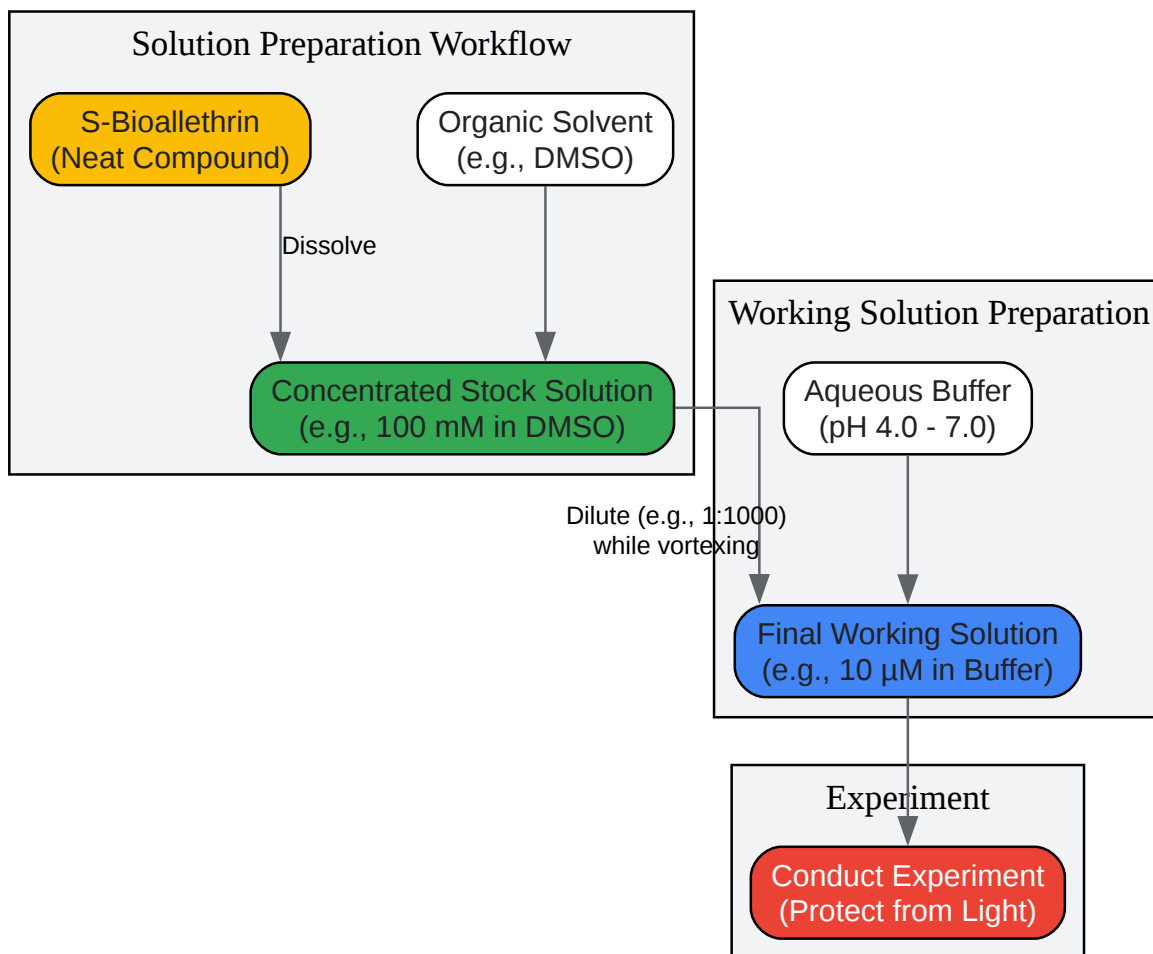 Solution Preparation Workflow
S-Bioallethrin
(Neat Compound)
Organic Solvent
(e.g., DMSO)
Dissolve
Concentrated Stock Solution
(e.g., 100 mM in DMSO)
Working Solution Preparation
Aqueous Buffer
(pH 4.0 - 7.0)
Dilute (e.g., 1:1000)
while vortexing
Final Working Solution
(e.g., 10 µM in Buffer)
Experiment
Conduct Experiment
(Protect from Light)